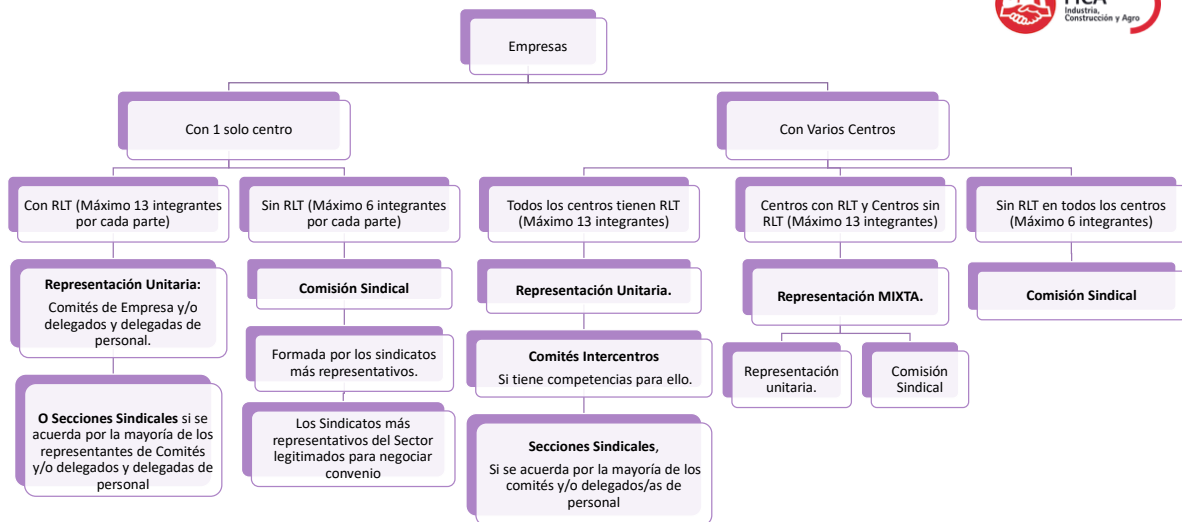 FICA
Industria,
Construcción y Agro
Empresas
Con 1 solo centro
Con Varios Centros
Con RLT (Máximo 13 integrantes
por cada parte)
Sin RLT (Máximo 6 integrantes
por cada parte)
Todos los centros tienen RLT
(Máximo 13 integrantes)
Centros con RLT y Centros sin
RLT (Máximo 13 integrantes)
Sin RLT en todos los centros
(Máximo 6 integrantes)
Representación Unitaria:
Comités de Empresa y/o
delegados y delegadas de
personal.
Comisión Sindical
Representación Unitaria.
Representación MIXTA.
Comisión Sindical
Formada por los sindicatos
más representativos.
Comités Intercentros
Si tiene competencias para ello.
Representación
unitaria.
Comisión
Sindical
O Secciones Sindicales si se
acuerda por la mayoría de los
representantes de Comités
y/o delegados y delegadas de
personal
Los Sindicatos más
representativos del Sector
legitimados para negociar
convenio
Secciones Sindicales,
Si se acuerda por la mayoría de los
comités y/o delegados/as de
personal